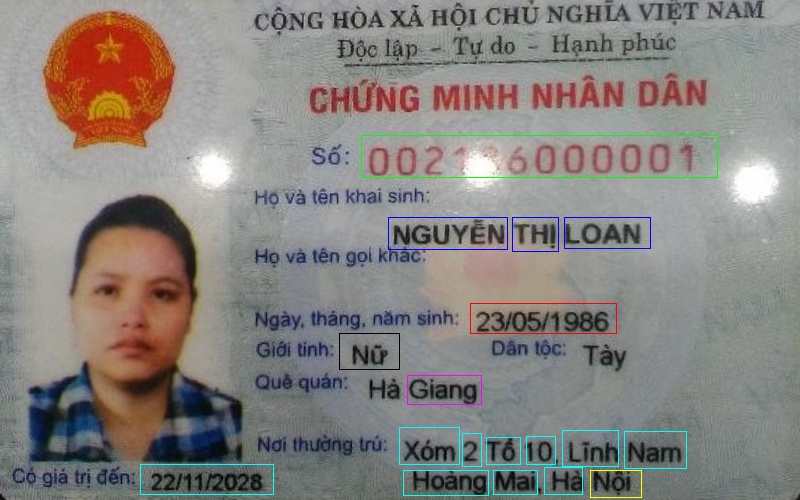 CỘNG HÒA XÃ HỘI CHỦ NGHĨA VIỆT NAM
Độc lập - Tự do - Hạnh phúc
CHỨNG MINH NHÂN DÂN
Số:
Họ và tên khai sinh:
NGUYỄN THỊ LOAN
Họ và tên gọi khác:
Ngày, tháng, năm sinh: 23/05/1986
Giới tính: Nữ Dân tộc: Tày
Quê quán: Hà Giang
Nơi thường trú: Xóm 2 Tổ 10, Lĩnh Nam
Hoàng Mai, Hà Nội
Có giá trị đến: 22/11/2028